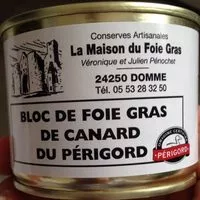 Conserves Artisanales
La Maison du Foie Gras
Véronique et Julien Pénochet
24250 DOMME
Tél. 05 53 28 32 50
BLOC DE FOIE GRAS
DE CANARD
DU PÉRIGORD
PÉRIGORD